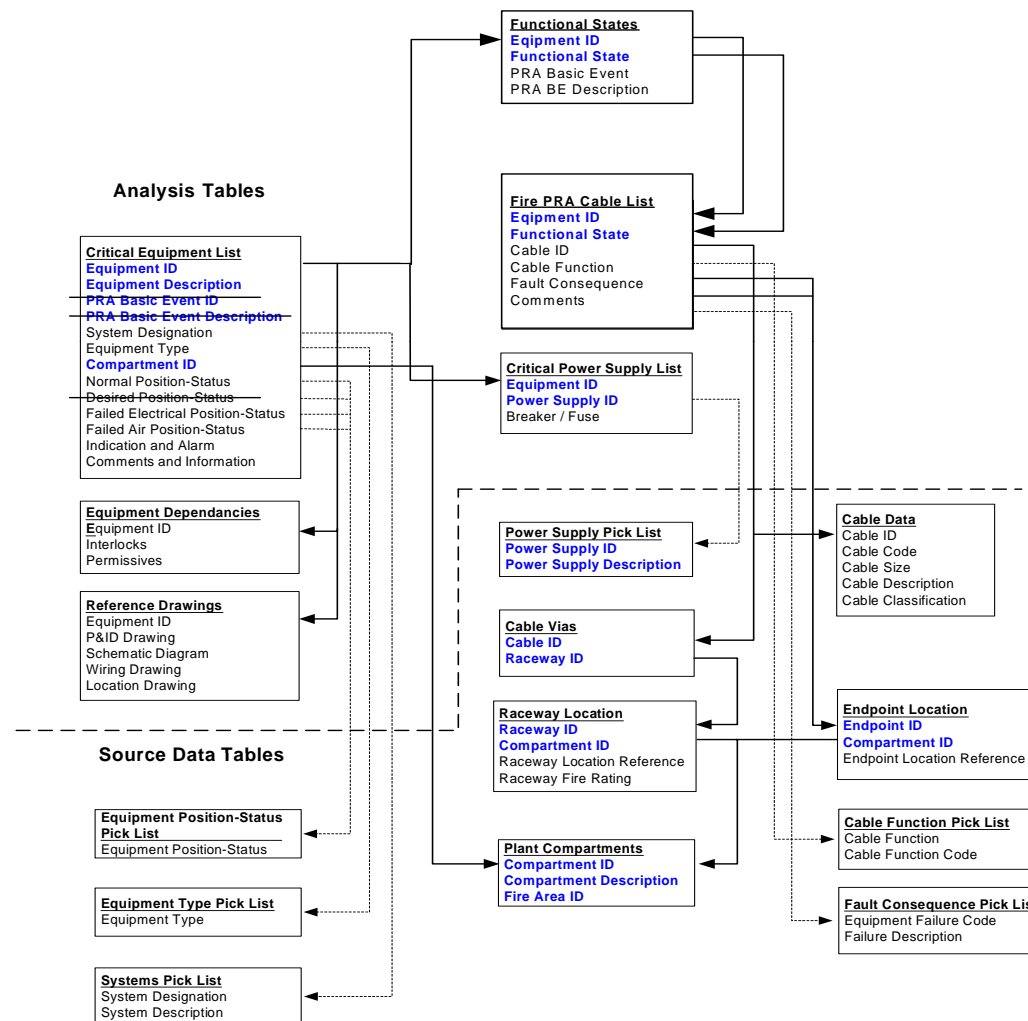 Functional States
Eqipment ID
Functional State
PRA Basic Event
PRA BE Description
Analysis Tables
Fire PRA Cable List
Eqipment ID
Functional State
Cable ID
Cable Function
Fault Consequence
Comments
Critical Equipment List
Equipment ID
Equipment Description
PRA Basic Event ID
PRA Basic Event Description
System Designation
Equipment Type
Compartment ID
Normal Position-Status
Desired Position-Status
Failed Electrical Position-Status
Failed Air Position-Status
Indication and Alarm
Comments and Information
Critical Power Supply List
Equipment ID
Power Supply ID
Breaker / Fuse
Equipment Dependancies
Equipment ID
Interlocks
Permissives
Power Supply Pick List
Power Supply ID
Power Supply Description
Cable Data
Cable ID
Cable Code
Cable Size
Cable Description
Cable Classification
Reference Drawings
Equipment ID
P&ID Drawing
Schematic Diagram
Wiring Drawing
Location Drawing
Cable Vias
Cable ID
Raceway ID
Raceway Location
Raceway ID
Compartment ID
Raceway Location Reference
Raceway Fire Rating
Endpoint Location
Endpoint ID
Compartment ID
Endpoint Location Reference
Source Data Tables
Equipment Position-Status
Pick List
Equipment Position-Status
Plant Compartments
Compartment ID
Compartment Description
Fire Area ID
Cable Function Pick List
Cable Function
Cable Function Code
Equipment Type Pick List
Equipment Type
Fault Consequence Pick Lis
Equipment Failure Code
Failure Description
Systems Pick List
System Designation
System Description